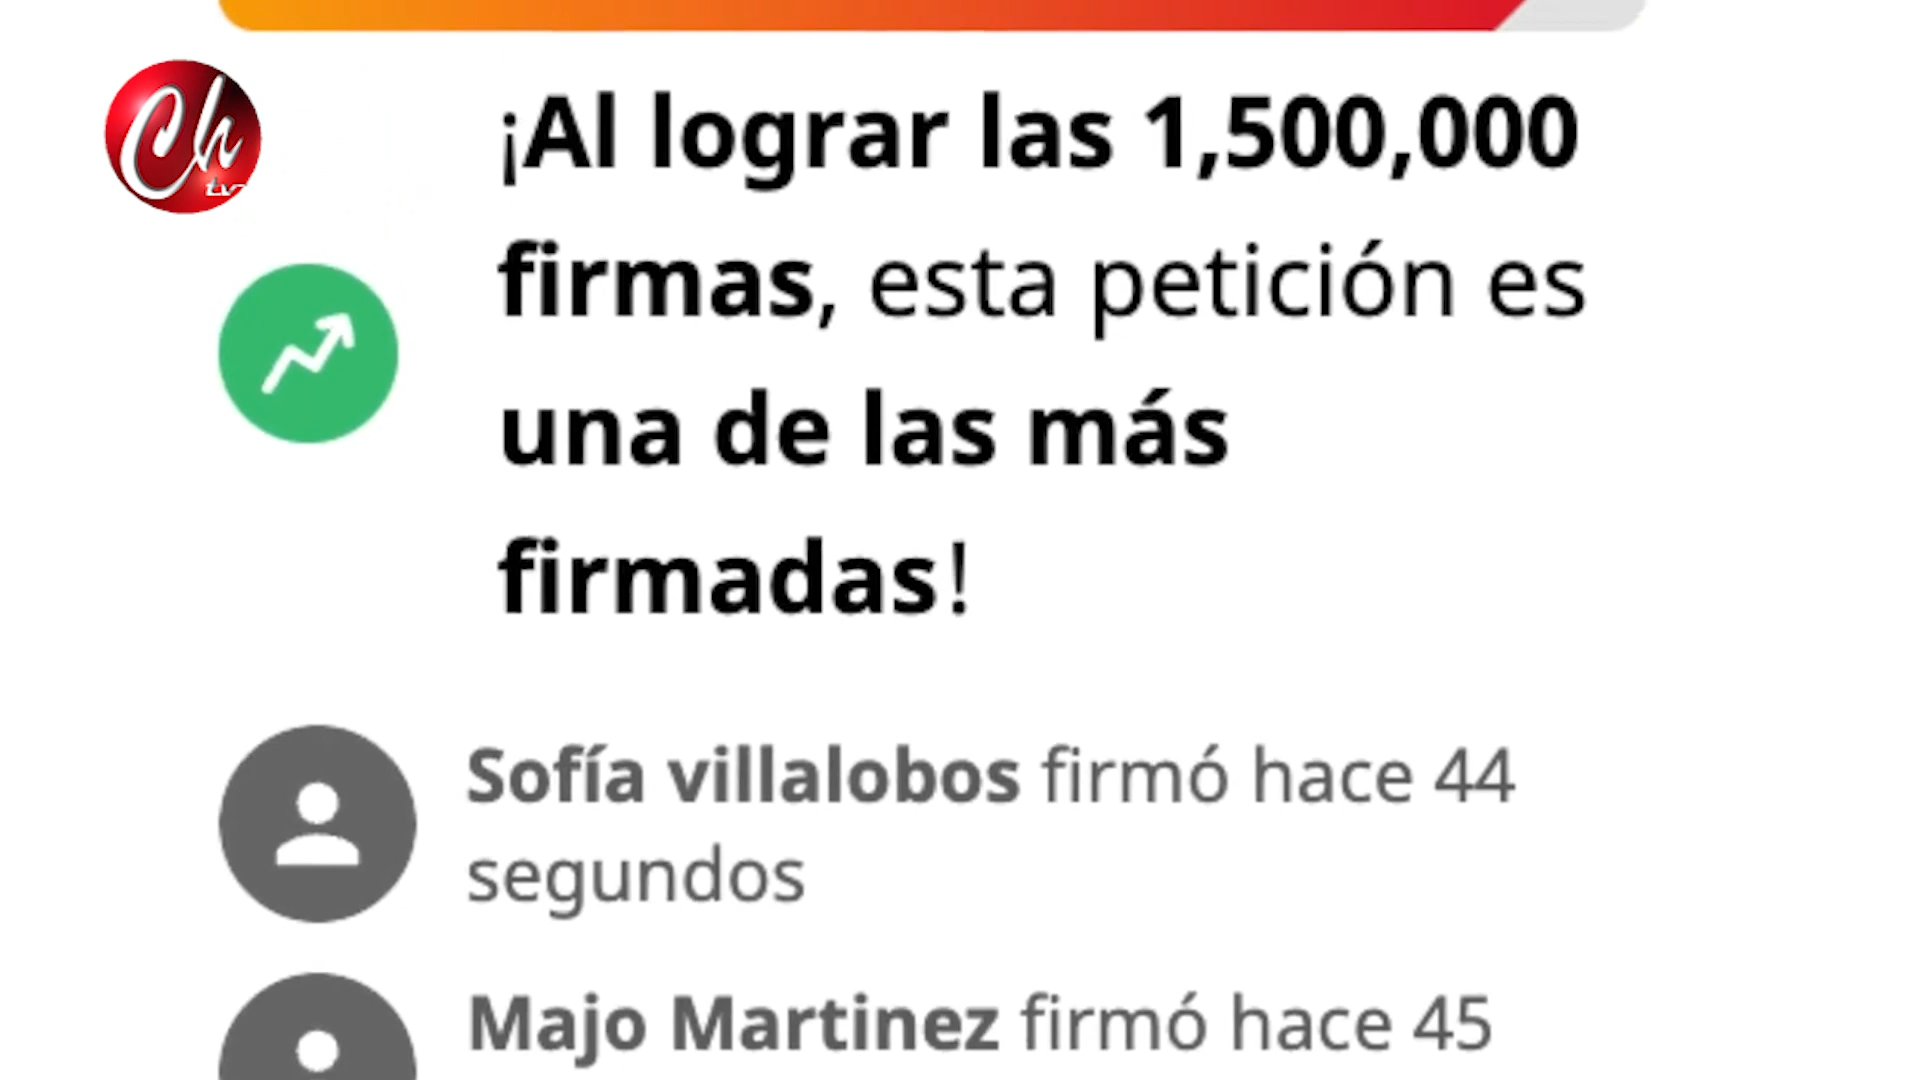 Ch
tv
¡Al lograr las 1,500,000
firmas, esta petición es
una de las más
firmadas!
Sofía villalobos firmó hace 44
segundos
Majo Martinez firmó hace 45